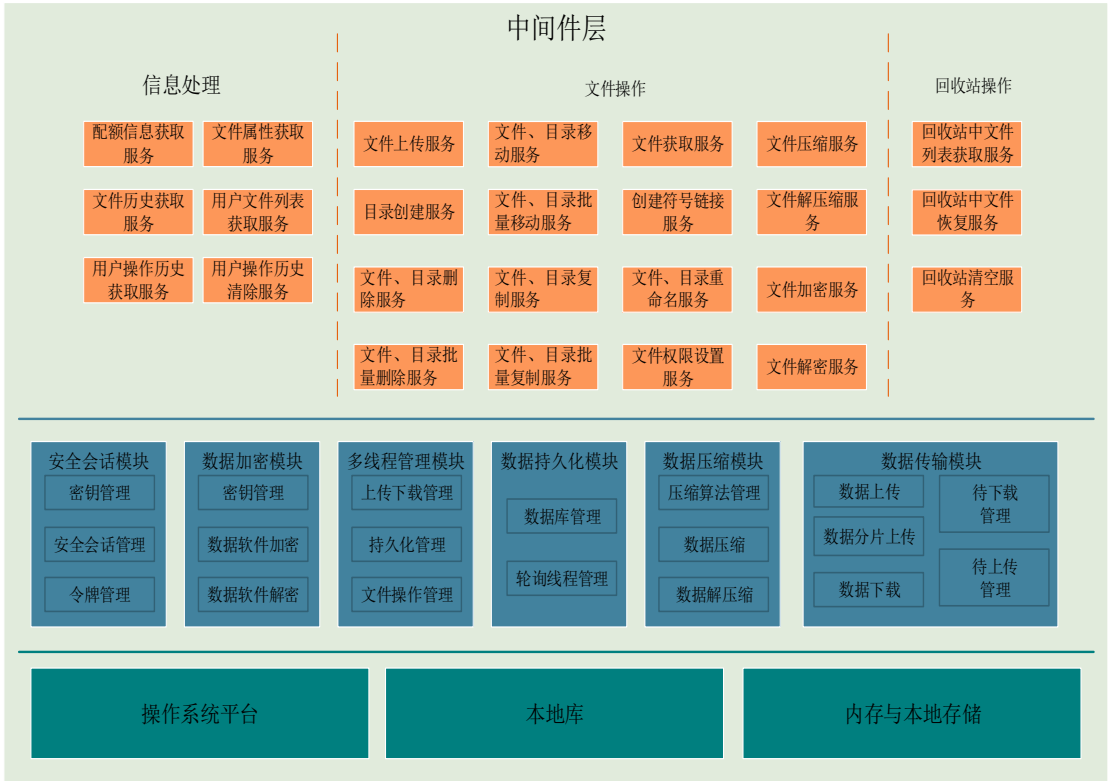 中间件层
信息处理
文件操作
回收站操作
配额信息获取
服务
文件属性获取
服务
文件历史获取
服务
用户文件列表
获取服务
用户操作历史
获取服务
用户操作历史
清除服务
文件上传服务
文件、目录移
动服务
文件获取服务
文件压缩服务
目录创建服务
文件、目录批
量移动服务
创建符号链接
服务
文件解压缩服
务
文件、目录删
除服务
文件、目录复
制服务
文件、目录重
命名服务
文件加密服务
文件、目录批
量删除服务
文件、目录批
量复制服务
文件权限设置
服务
文件解密服务
回收站中文件
列表获取服务
回收站中文件
恢复服务
回收站清空服
务
安全会话模块
密钥管理
安全会话管理
令牌管理
数据加密模块
密钥管理
数据软件加密
数据软件解密
多线程管理模块
上传下载管理
持久化管理
文件操作管理
数据持久化模块
数据库管理
轮询线程管理
数据压缩模块
压缩算法管理
数据压缩
数据解压缩
数据传输模块
数据上传
数据分片上传
数据下载
待下载
管理
待上传
管理
操作系统平台
本地库
内存与本地存储